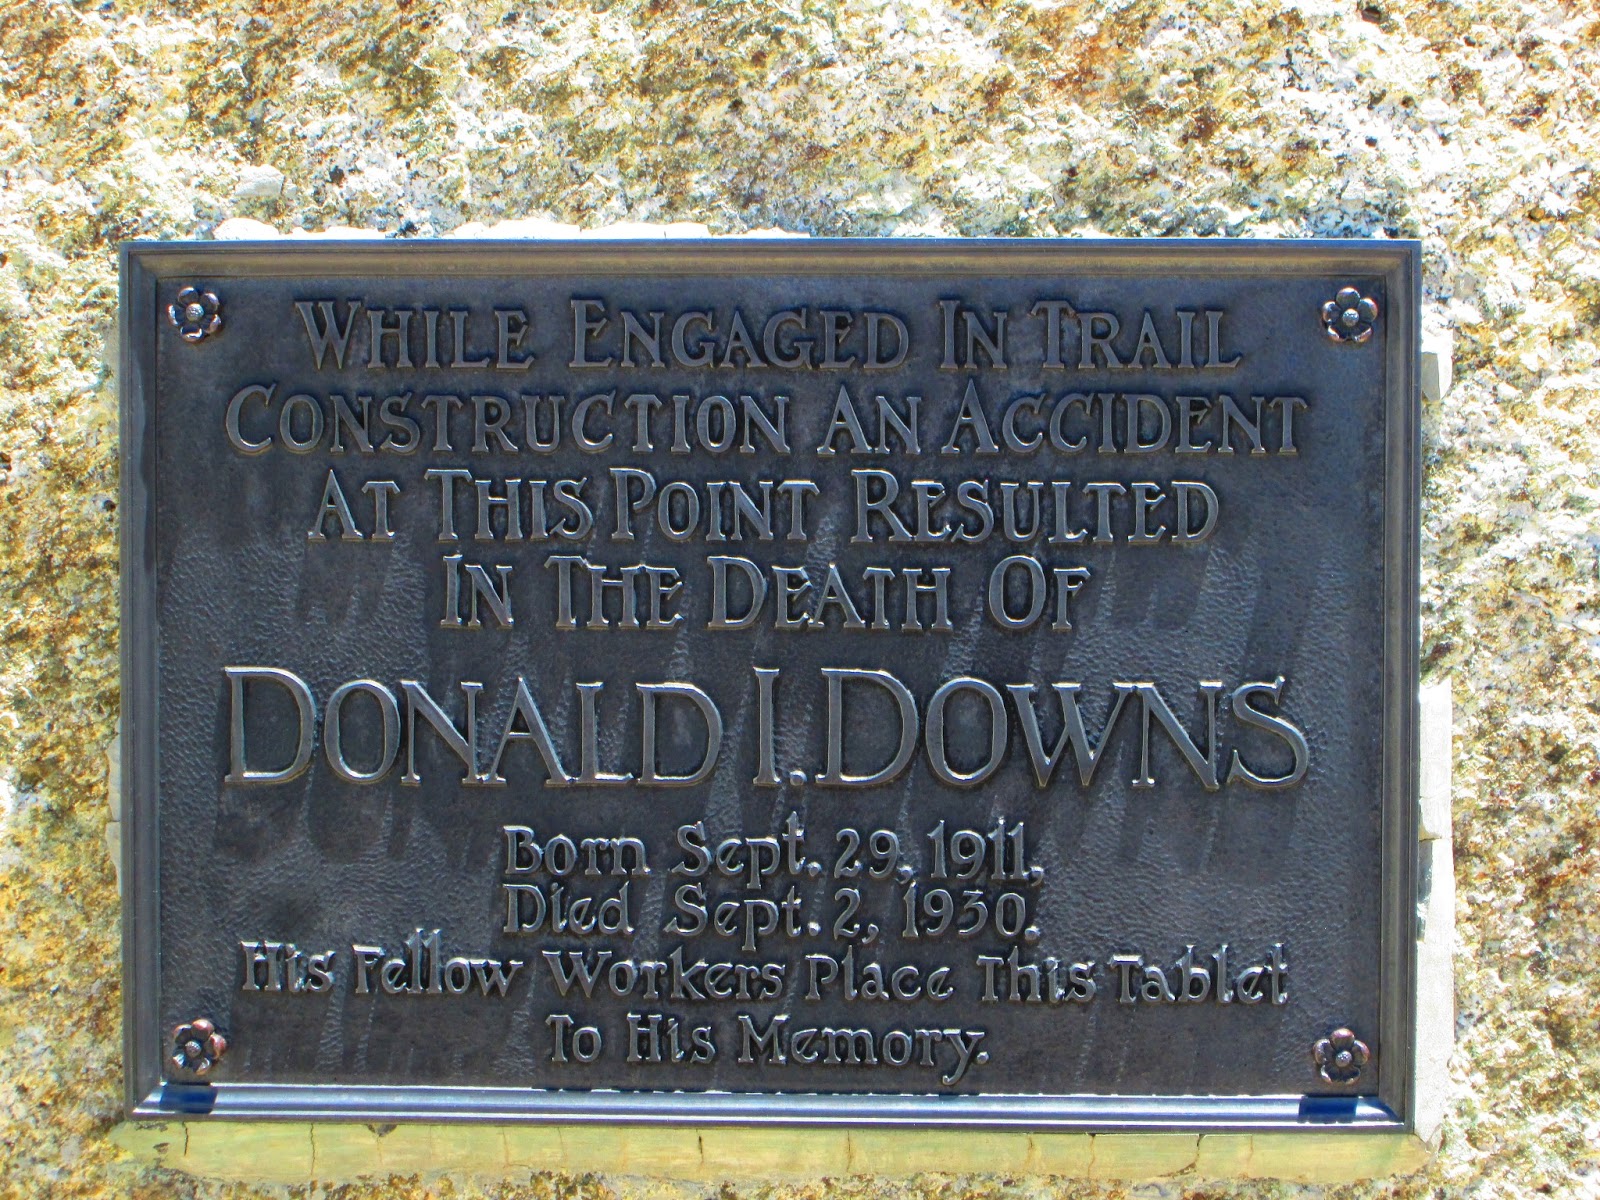 While Engaged In Trail
Construction An Accident
At This Point Resulted
In The Death Of
Donald I. Downs
Born Sept. 29, 1911,
Died Sept. 2, 1930.
His Fellow Workers Place This Tablet
To His Memory.